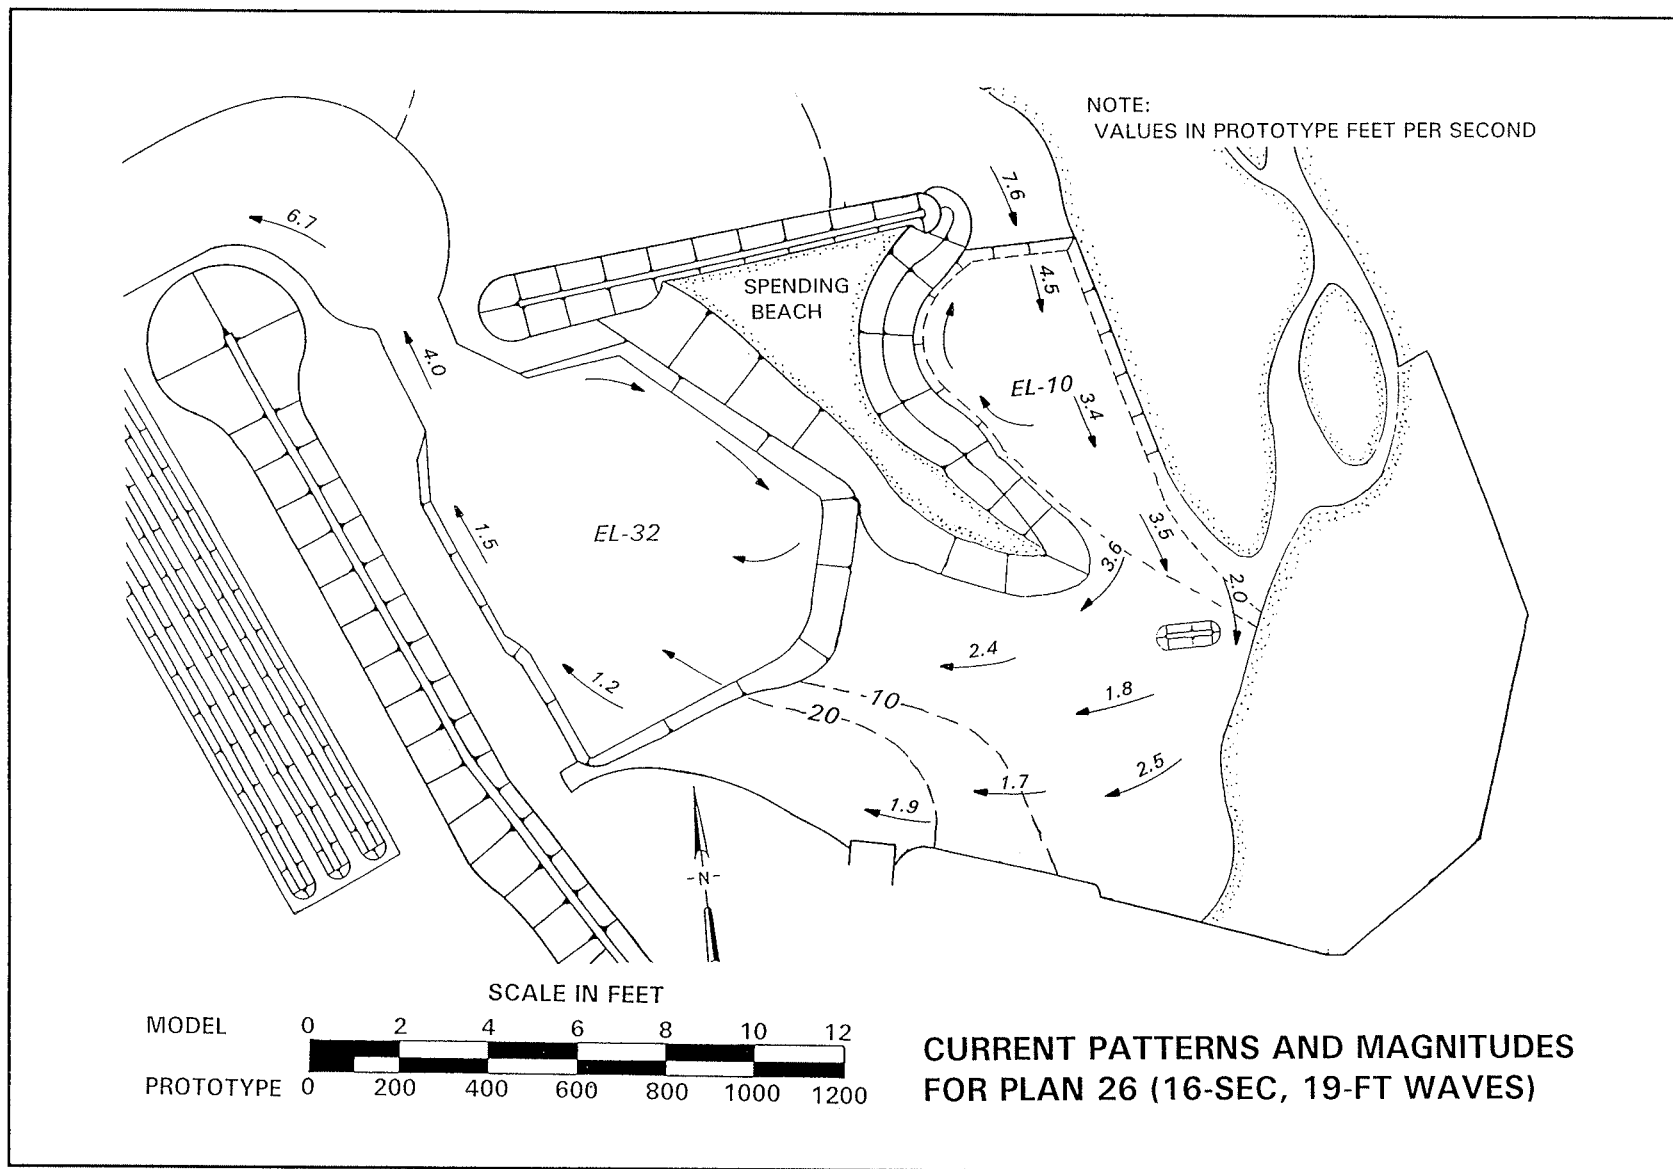 NOTE:
VALUES IN PROTOTYPE FEET PER SECOND
7.6
6.7
4.5
SPENDING
BEACH
4.0
EL-10
3.4
1.5
EL-32
3.5
3.6
2.0
2.4
1.2
1.8
-10-
-20-
2.5
1.7
1.9
-N-
SCALE IN FEET
MODEL 0 2 4 6 8 10 12
PROTOTYPE 0 200 400 600 800 1000 1200
CURRENT PATTERNS AND MAGNITUDES
FOR PLAN 26 (16-SEC, 19-FT WAVES)